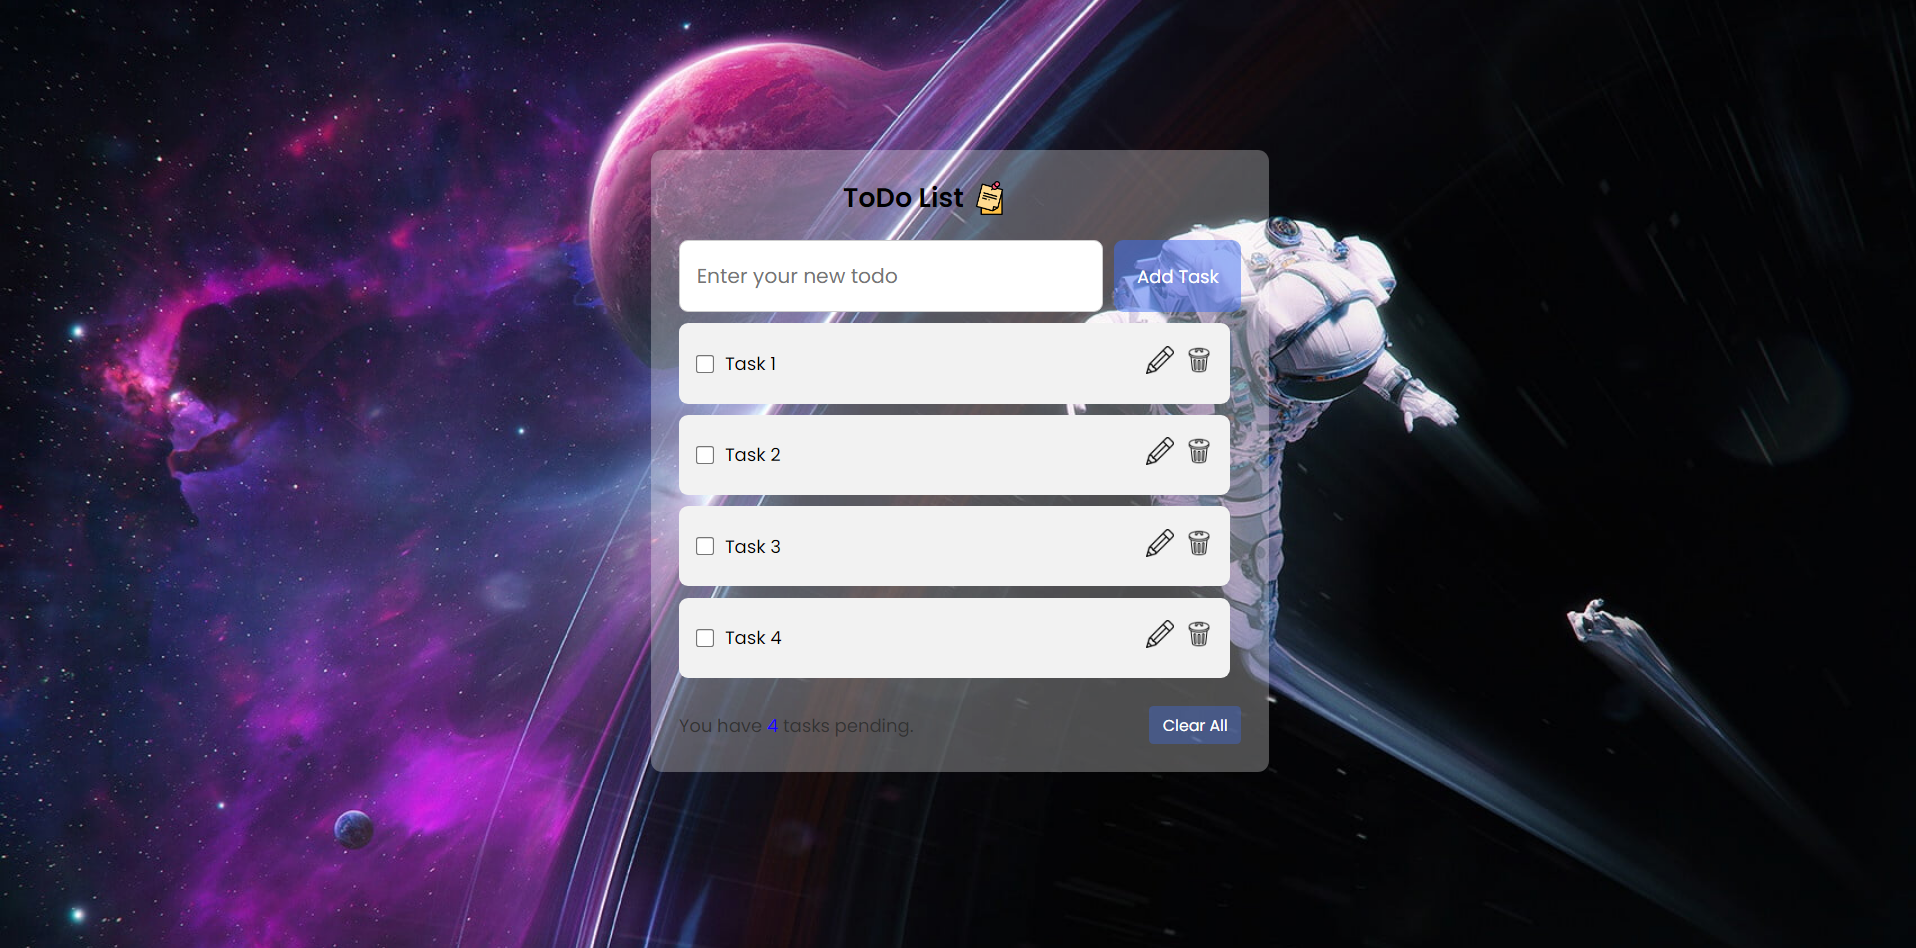 ToDo List
Enter your new todo
Add Task
Task 1
Task 2
Task 3
Task 4
You have 4 tasks pending.
Clear All